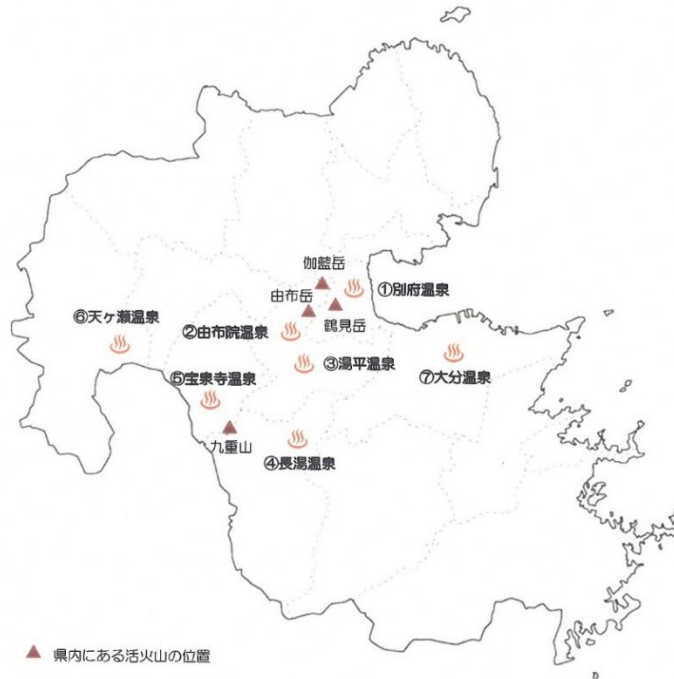 伽藍岳
①別府温泉
由布岳
⑥天ヶ瀬温泉
②由布院温泉
鶴見岳
③湯平温泉
⑤宝泉寺温泉
⑦大分温泉
九重山
④長湯温泉
▲ 県内にある活火山の位置